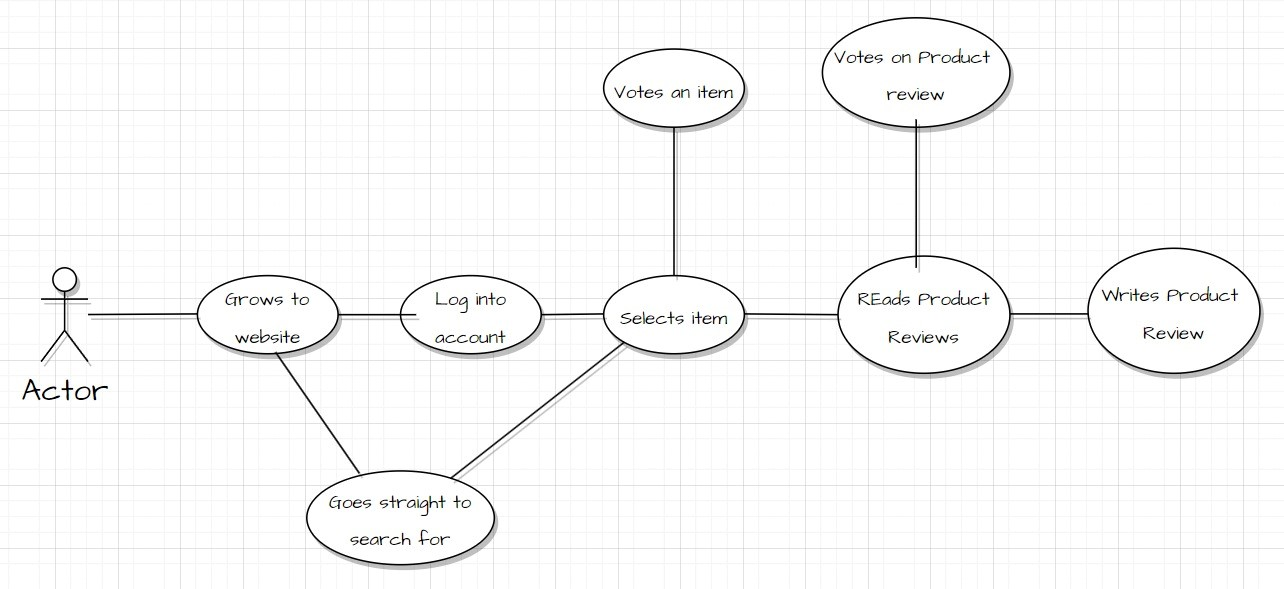 Votes an item
Votes on Product
review
Actor
Grows to
website
Log into
account
Selects item
REads Product
Reviews
Writes Product
Review
Goes straight to
search for